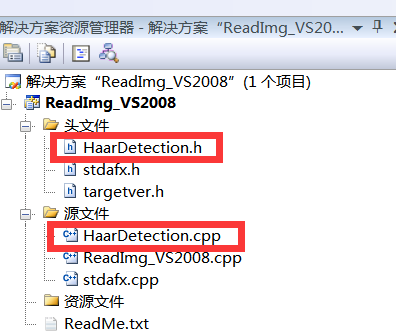 解决方案资源管理器 - 解决方案“ReadImg_VS20...
解决方案“ReadImg_VS2008”(1 个项目)
ReadImg_VS2008
头文件
HaarDetection.h
stdafx.h
targetver.h
源文件
HaarDetection.cpp
ReadImg_VS2008.cpp
stdafx.cpp
资源文件
ReadMe.txt